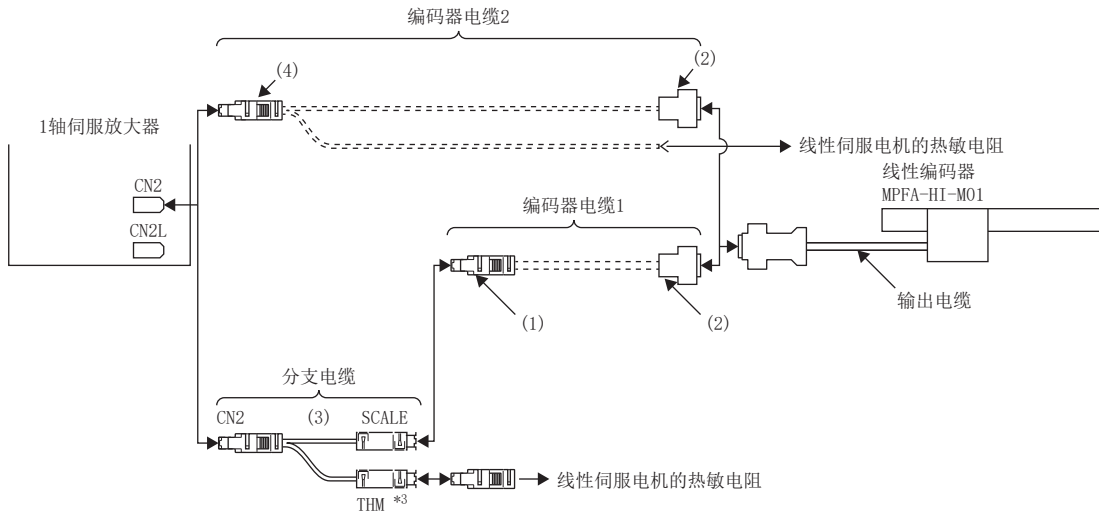 编码器电缆2
(4)
(2)
1轴伺服放大器
线性伺服电机的热敏电阻
线性编码器
MPFA-HI-M01
CN2
编码器电缆1
CN2L
输出电缆
(1)
(2)
分支电缆
CN2
(3)
SCALE
线性伺服电机的热敏电阻
THM *3